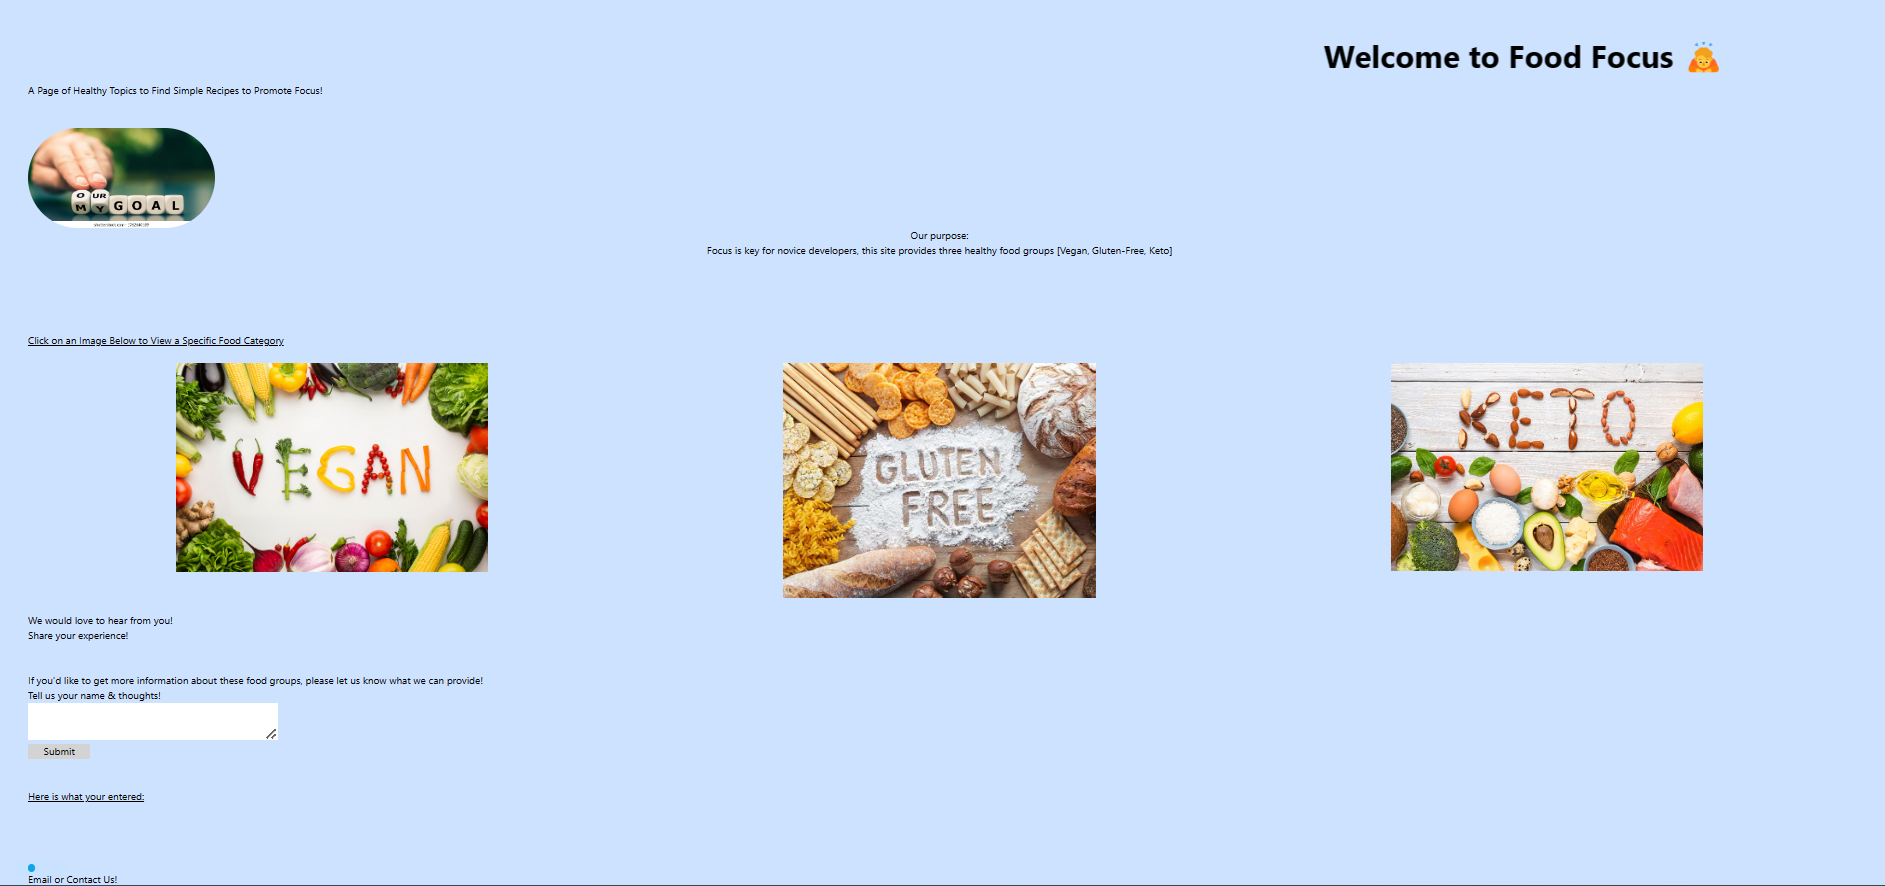 Welcome to Food Focus
A Page of Healthy Topics to Find Simple Recipes to Promote Focus!
O UR
M Y G O A L
Our purpose:
Focus is key for novice developers, this site provides three healthy food groups [Vegan, Gluten-Free, Keto]
Click on an Image Below to View a Specific Food Category
VEGAN
GLUTEN
FREE
KETO
We would love to hear from you!
Share your experience!
If you'd like to get more information about these food groups, please let us know what we can provide!
Tell us your name & thoughts!
Submit
Here is what your entered:
Email or Contact Us!